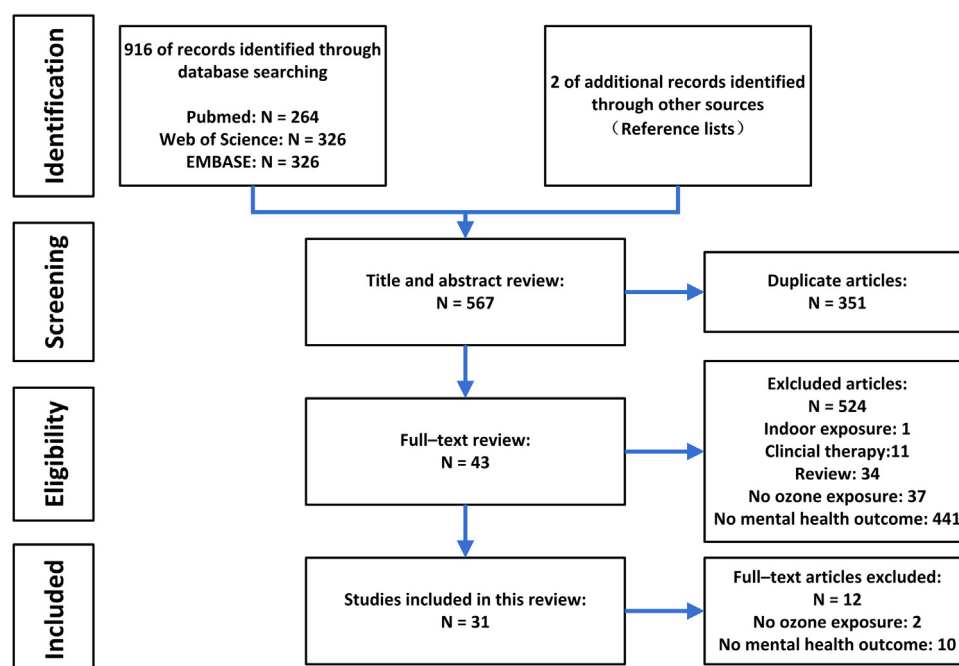 Identification
916 of records identified through
database searching
Pubmed: N = 264
Web of Science: N = 326
EMBASE: N = 326
2 of additional records identified
through other sources
（Reference lists）
Screening
Title and abstract review:
N = 567
Duplicate articles:
N = 351
Eligibility
Full–text review:
N = 43
Exlcluded articles:
N = 524
Indoor exposure: 1
Clincial therapy:11
Review: 34
No ozone exposure: 37
No mental health outcome: 441
Included
Studies included in this review:
N = 31
Full–text articles excluded:
N = 12
No ozone exposure: 2
No mental health outcome: 10